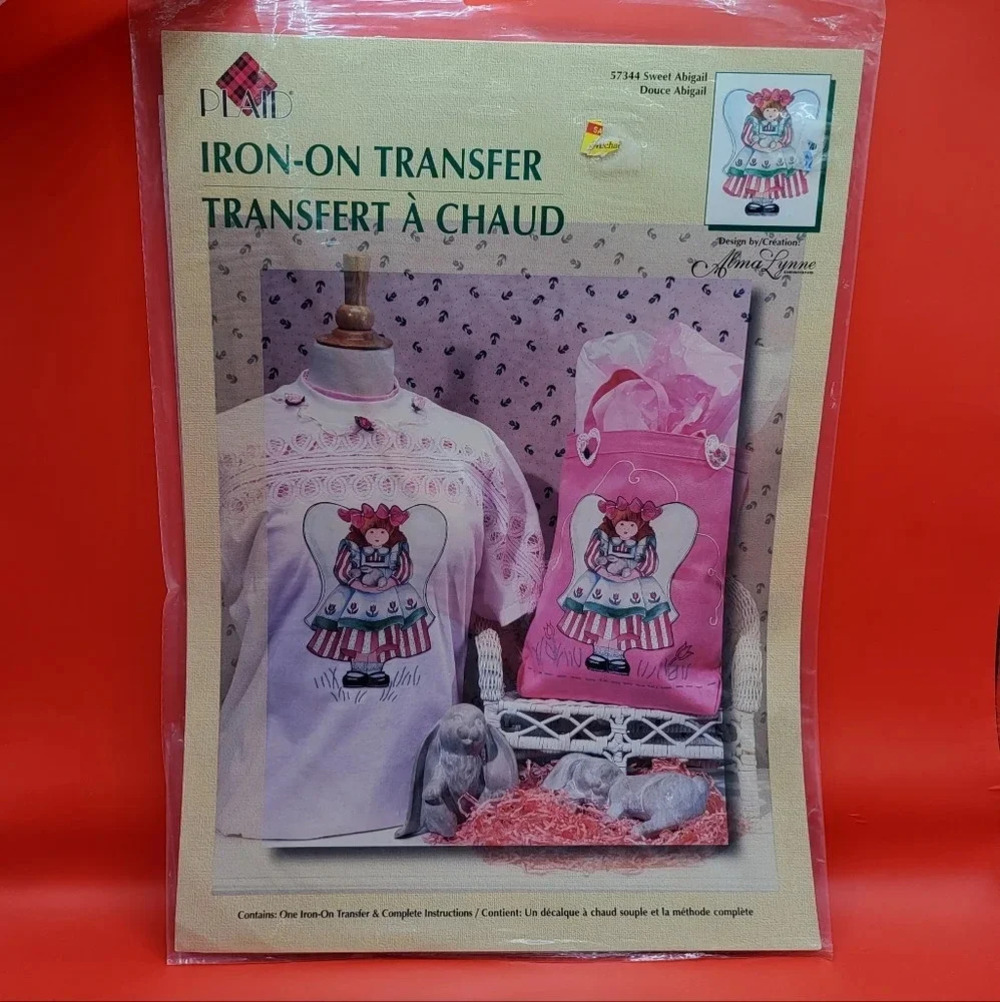 PLAID®
57344 Sweet Abigail
Douce Abigail
IRON-ON TRANSFER
TRANSFERT À CHAUD
Design by/Création:
Alma Lynne
Contains: One Iron-On Transfer & Complete Instructions / Contient: Un décalque à chaud souple et la méthode complète